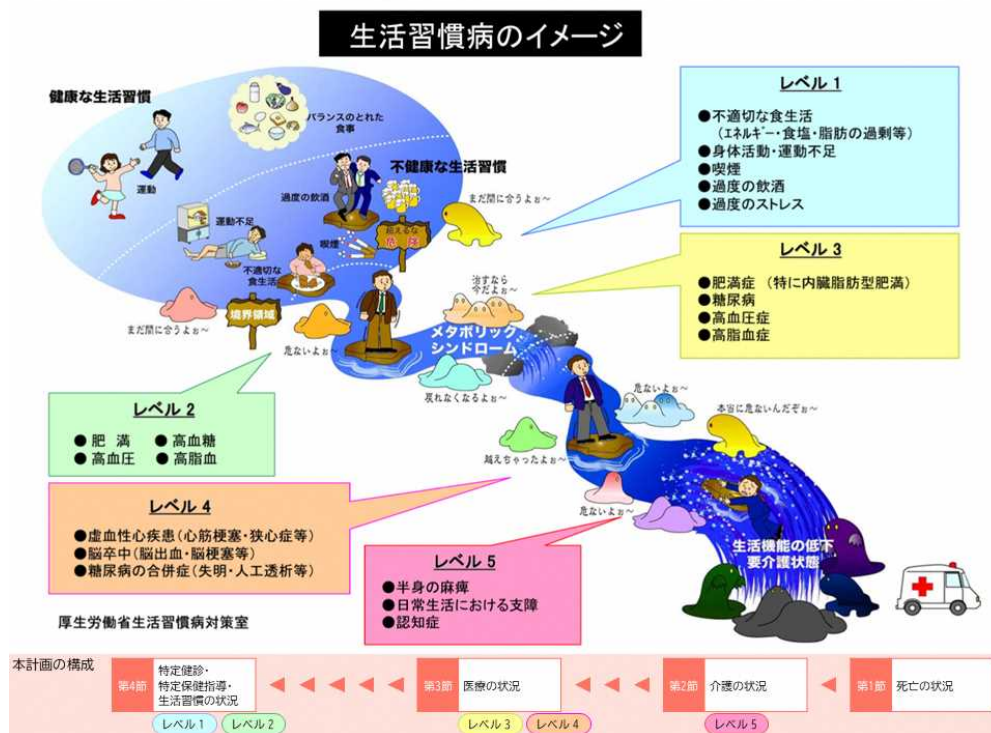 生活習慣病のイメージ
健康な生活習慣
バランスのとれた
食事
運動
不健康な生活習慣
過度の飲酒
運動不足
喫煙
超えるな
危険
不適切な
食生活
境界領域
まだ間に合うよぉ～
まだ間に合うよぉ～
危ないよぉ～
治すなら
今だよぉ～
メタボリック
シンドローム
戻れなくなるよぉ～
危ないよぉ～
本当に危ないんだぞぉ～
越えちゃったよぉ～
危ないよぉ～
生活機能の低下
要介護状態
レベル 1
●不適切な食生活
（エネルギー・食塩・脂肪の過剰等）
●身体活動・運動不足
●喫煙
●過度の飲酒
●過度のストレス
レベル 3
●肥満症 （特に内臓脂肪型肥満）
●糖尿病
●高血圧症
●高脂血症
レベル 2
● 肥 満 ● 高血糖
● 高血圧 ● 高脂血
レベル 4
●虚血性心疾患(心筋梗塞・狭心症等)
●脳卒中(脳出血・脳梗塞等)
●糖尿病の合併症(失明・人工透析等)
レベル 5
●半身の麻痺
●日常生活における支障
●認知症
厚生労働省生活習慣病対策室
本計画の構成
第4節 特定健診・
特定保健指導・
生活習慣の状況
第3節 医療の状況
第2節 介護の状況
第1節 死亡の状況
レベル 1 レベル 2 レベル 3 レベル 4 レベル 5